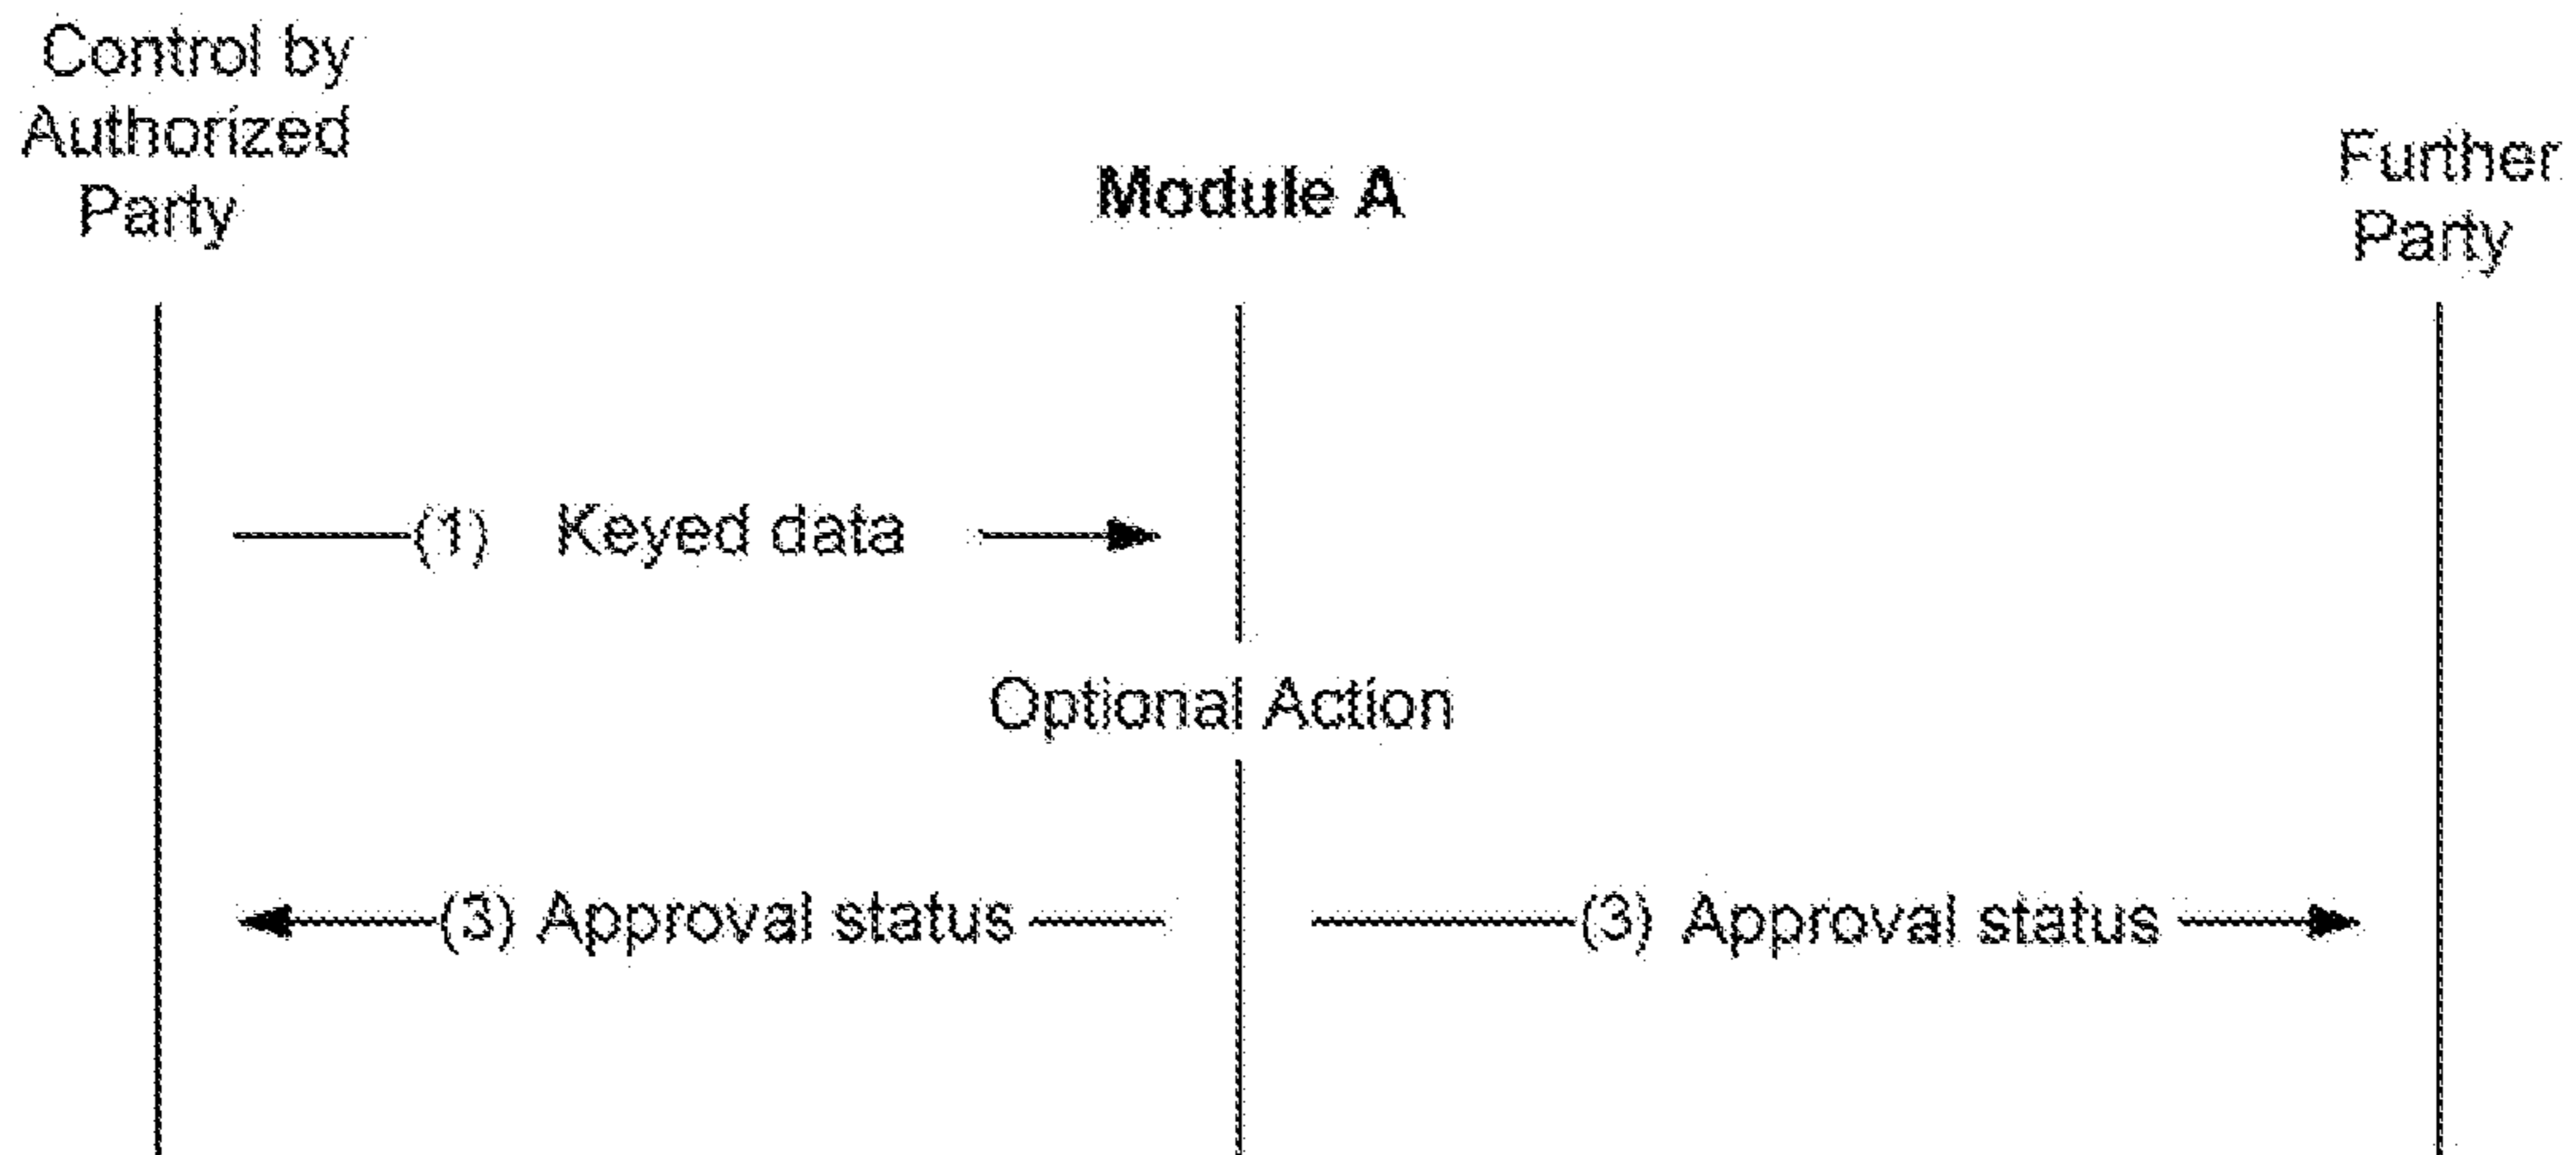 Control by
Authorized
Party
Module A
Further
Party
(1) Keyed data
Optional Action
(3) Approval status
(3) Approval status